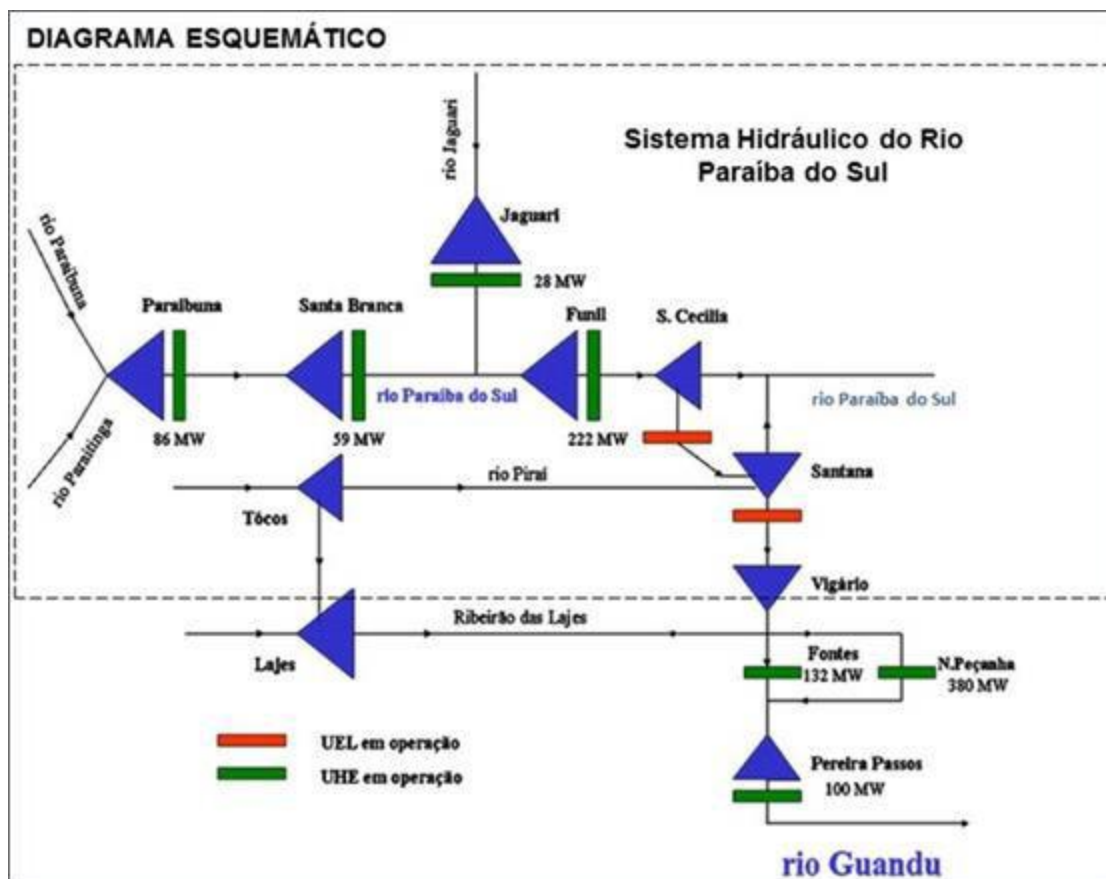 DIAGRAMA ESQUEMÁTICO
Sistema Hidráulico do Rio
Paraíba do Sul
rio Jaguari
Jaguari
28 MW
rio Paraíbuna
rio Paraitinga
Paraibuna
86 MW
Santa Branca
59 MW
rio Paraíba do Sul
Funil
222 MW
S. Cecília
rio Paraíba do Sul
Santana
rio Piraí
Tócos
Vigário
Ribeirão das Lajes
Lajes
Fontes
132 MW
N.Peçanha
380 MW
UEL em operação
UHE em operação
Pereira Passos
100 MW
rio Guandu